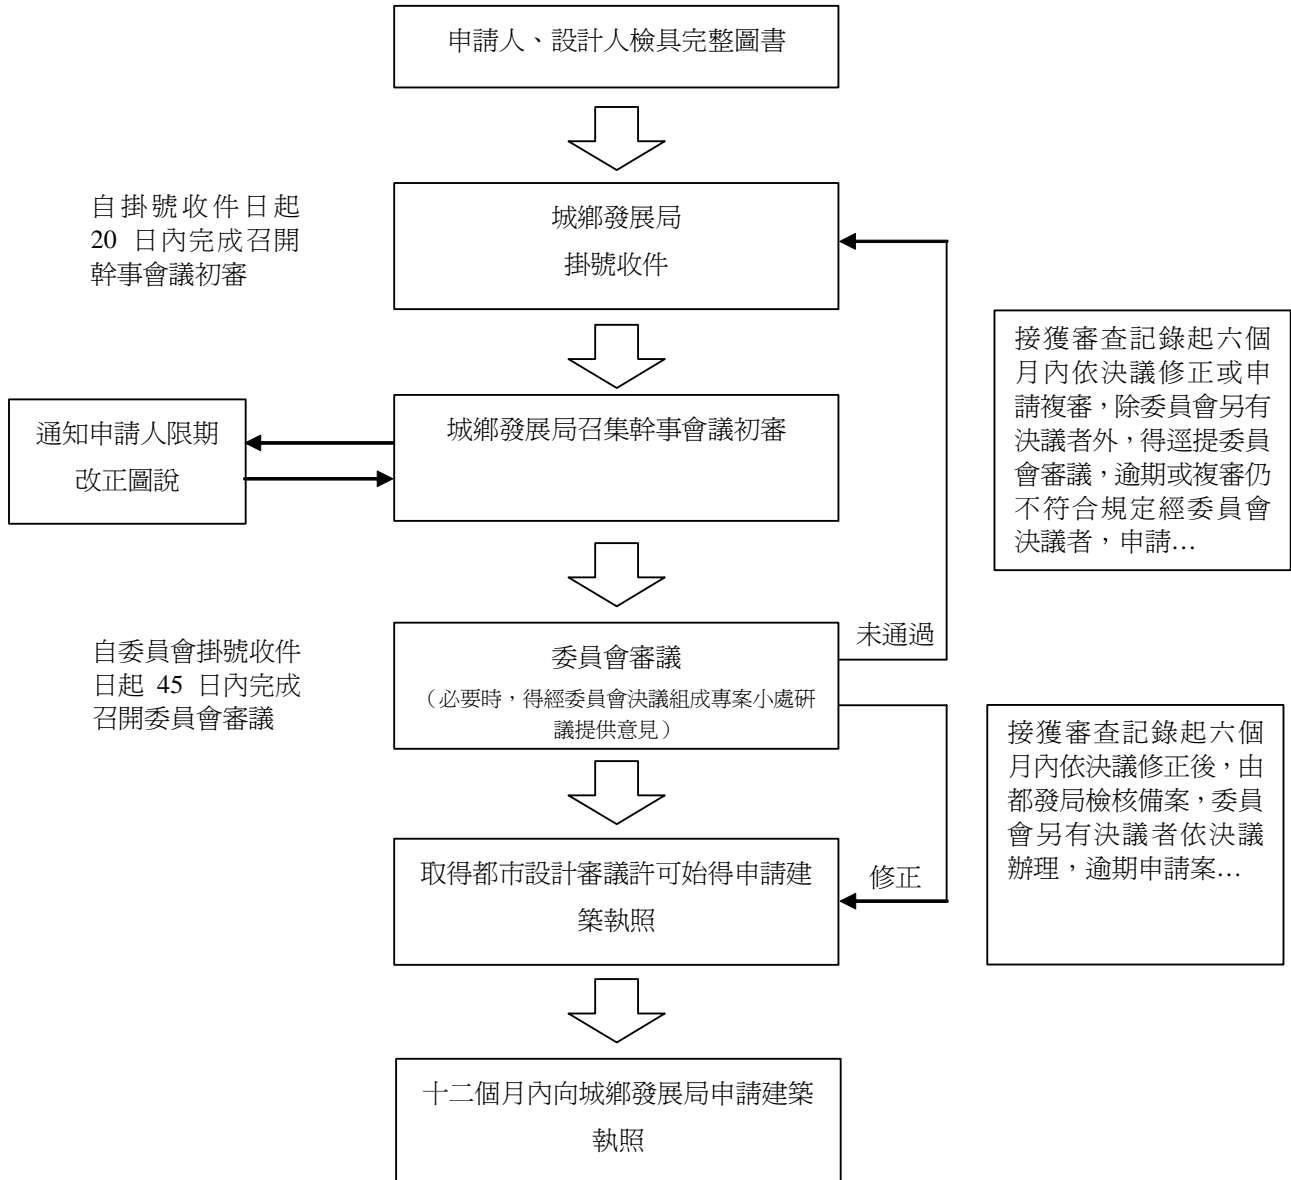 申請人、設計人檢具完整圖書
自掛號收件日起
20 日內完成召開
幹事會議初審
城鄉發展局
掛號收件
通知申請人限期
改正圖說
城鄉發展局召集幹事會議初審
接獲審查記錄起六個
月內依決議修正或申
請複審，除委員會另有
決議者外，得逕提委員
會審議，逾期或複審仍
不符合規定經委員會
決議者，申請...
自委員會掛號收件
日起 45 日內完成
召開委員會審議
委員會審議
（必要時，得經委員會決議組成專案小處研
議提供意見）
未通過
接獲審查記錄起六個
月內依決議修正後，由
都發局檢核備案，委員
會另有決議者依決議
辦理，逾期申請案...
取得都市設計審議許可始得申請建
築執照
修正
十二個月內向城鄉發展局申請建築
執照